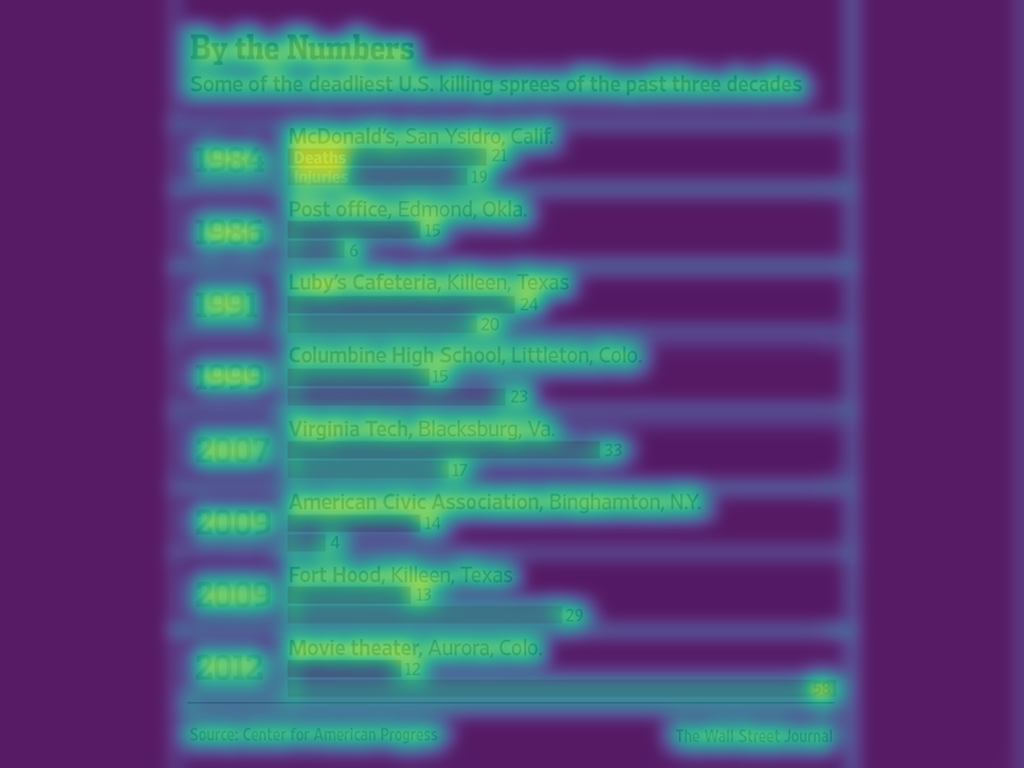 By the Numbers
Some of the deadliest U.S. killing sprees of the past three decades
1984
McDonald's, San Ysidro, Calif.
Deaths 21
Injuries 19
1986
Post office, Edmond, Okla.
15
6
1991
Luby's Cafeteria, Killeen, Texas
24
20
1999
Columbine High School, Littleton, Colo.
15
23
2007
Virginia Tech, Blacksburg, Va.
33
17
2009
American Civic Association, Binghamton, N.Y.
14
4
2009
Fort Hood, Killeen, Texas
13
29
2012
Movie theater, Aurora, Colo.
12
58
Source: Center for American Progress
The Wall Street Journal